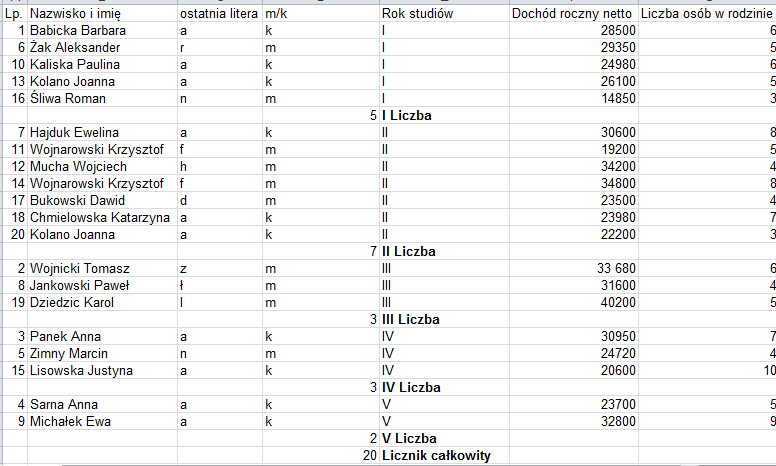 Lp. Nazwisko i imię ostatnia litera m/k Rok studiów Dochód roczny netto Liczba osób w rodzinie
1 Babicka Barbara a k I 28500 6
6 Żak Aleksander r m I 29350 5
10 Kaliska Paulina a k I 24980 6
13 Kolano Joanna a k I 26100 5
16 Śliwa Roman n m I 14850 3
5 I Liczba
7 Hajduk Ewelina a k II 30600 8
11 Wojnarowski Krzysztof f m II 19200 5
12 Mucha Wojciech h m II 34200 4
14 Wojnarowski Krzysztof f m II 34800 8
17 Bukowski Dawid d m II 23500 4
18 Chmielowska Katarzyna a k II 23980 7
20 Kolano Joanna a k II 22200 3
7 II Liczba
2 Wojnicki Tomasz z m III 33 680 6
8 Jankowski Paweł ł m III 31600 4
19 Dziedzic Karol l m III 40200 5
3 III Liczba
3 Panek Anna a k IV 30950 7
5 Zimny Marcin n m IV 24720 4
15 Lisowska Justyna a k IV 20600 10
3 IV Liczba
4 Sarna Anna a k V 23700 5
9 Michałek Ewa a k V 32800 9
2 V Liczba
20 Licznik całkowity